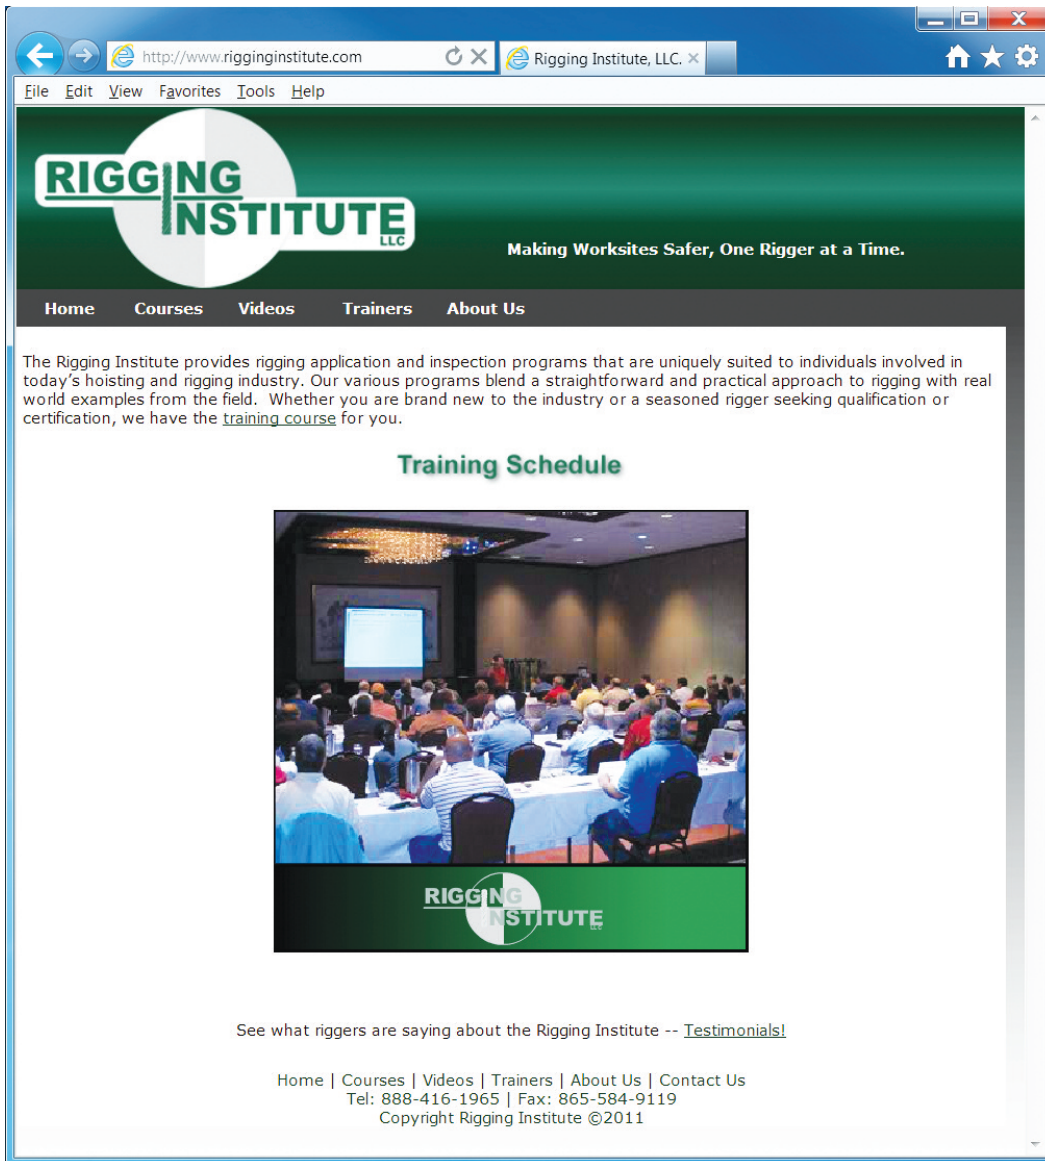 http://www.rigginginstitute.com
Rigging Institute, LLC.
File Edit View Favorites Tools Help
RIGGING
INSTITUTE
LLC
Making Worksites Safer, One Rigger at a Time.
Home Courses Videos Trainers About Us
The Rigging Institute provides rigging application and inspection programs that are uniquely suited to individuals involved in
today's hoisting and rigging industry. Our various programs blend a straightforward and practical approach to rigging with real
world examples from the field.  Whether you are brand new to the industry or a seasoned rigger seeking qualification or
certification, we have the training course for you.
Training Schedule
RIGGING
INSTITUTE
LLC
See what riggers are saying about the Rigging Institute -- Testimonials!
Home | Courses | Videos | Trainers | About Us | Contact Us
Tel: 888-416-1965 | Fax: 865-584-9119
Copyright Rigging Institute ©2011